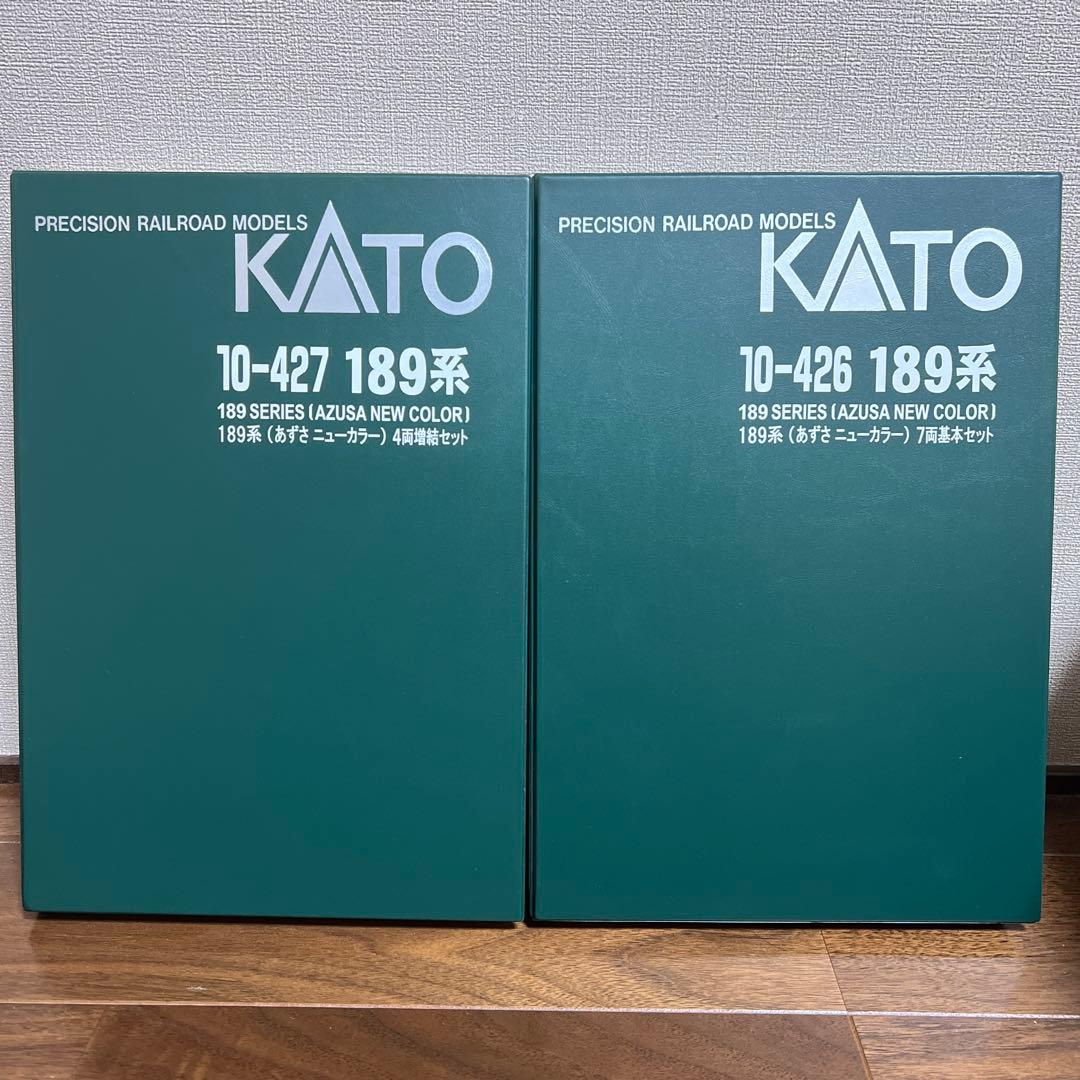 PRECISION RAILROAD MODELS
KATO
10-427 189系
189 SERIES (AZUSA NEW COLOR)
189系 (あずさ ニューカラー) 4両増結セット
PRECISION RAILROAD MODELS
KATO
10-426 189系
189 SERIES (AZUSA NEW COLOR)
189系 (あずさ ニューカラー) 7両基本セット